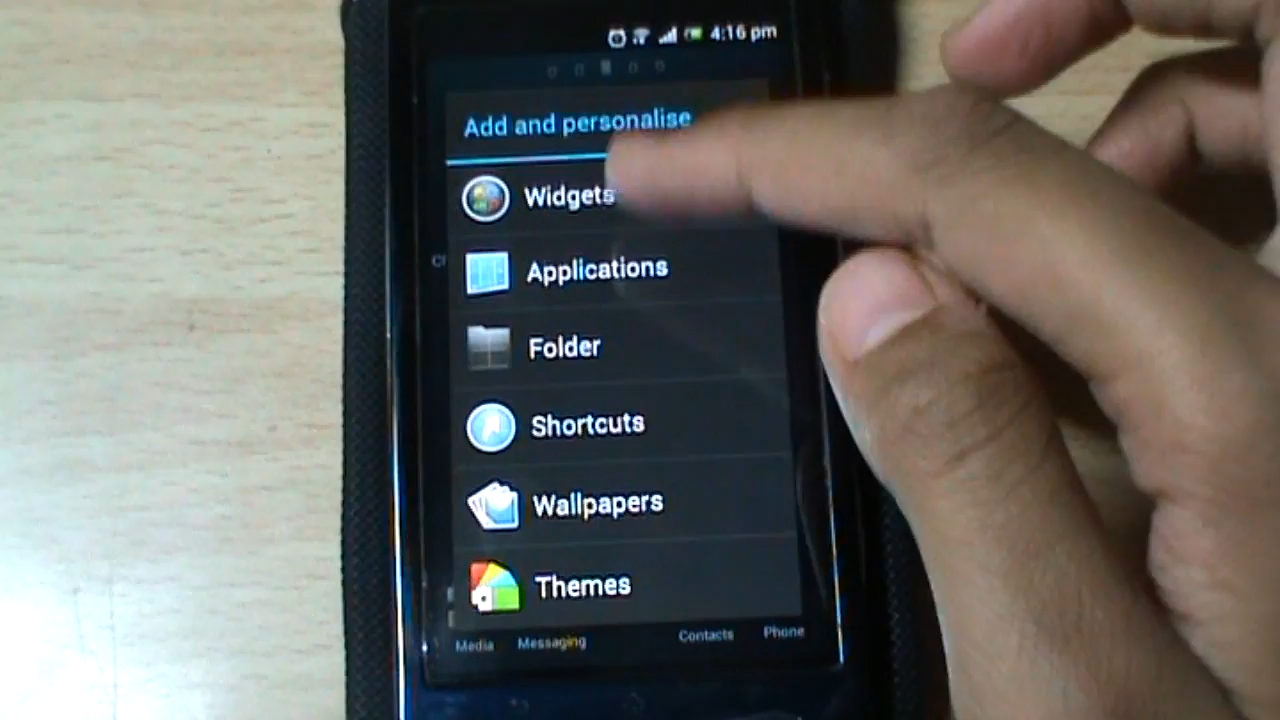 4:16 pm
Add and personalise
Widgets
Applications
Folder
Shortcuts
Wallpapers
Themes
Media Messaging Contacts Phone